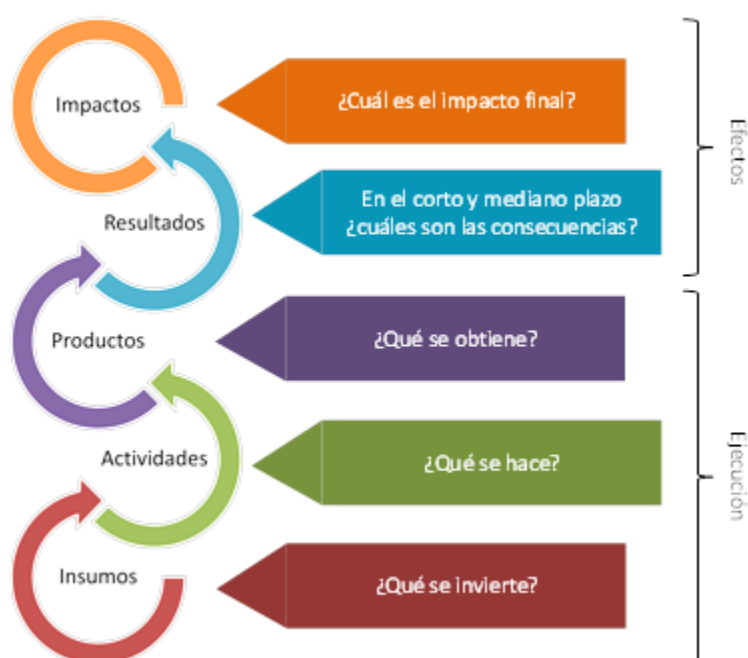 Impactos
¿Cuál es el impacto final?
Resultados
En el corto y mediano plazo
¿cuáles son las consecuencias?
Efectos
Productos
¿Qué se obtiene?
Actividades
¿Qué se hace?
Insumos
¿Qué se invierte?
Ejecución